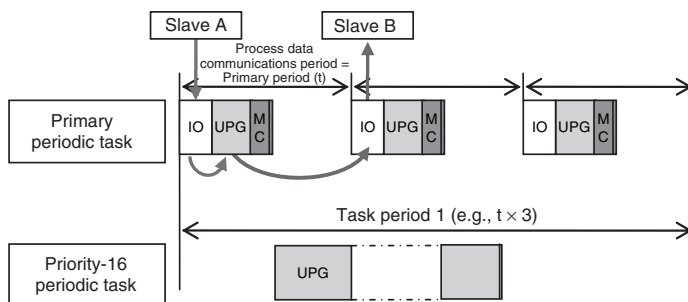 Slave A
Slave B
Process data
communications period =
Primary period (t)
Primary
periodic task
IO
UPG
M
C
IO
UPG
M
C
IO
UPG
M
C
Task period 1 (e.g., t × 3)
Priority-16
periodic task
UPG